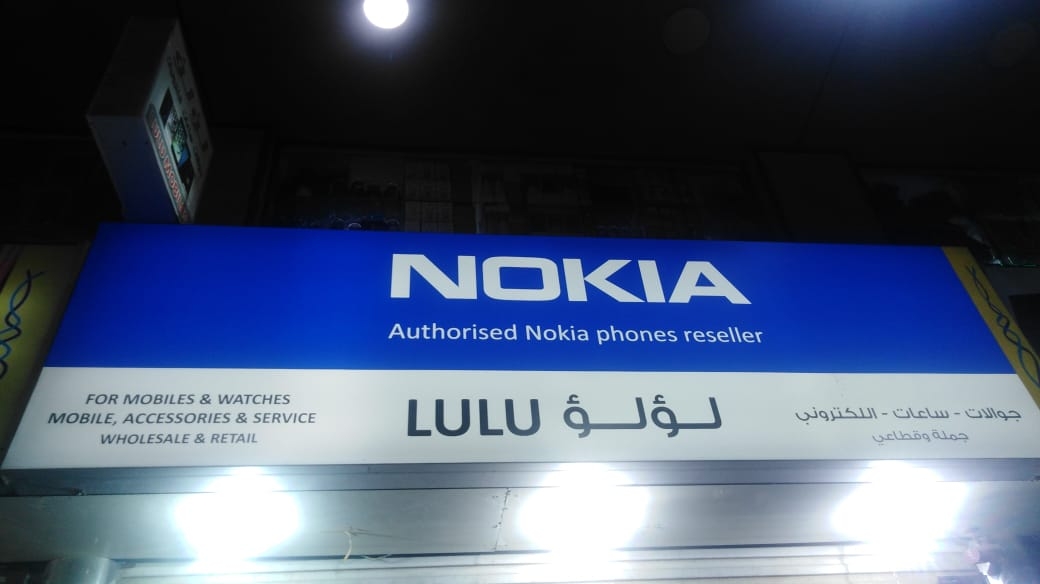 NOKIA
Authorised Nokia phones reseller
FOR MOBILES & WATCHES
MOBILE, ACCESSORIES & SERVICE
WHOLESALE & RETAIL
LULU لـؤلـؤ
جوالات - ساعات - اللكتروني
جملة وقطاعي